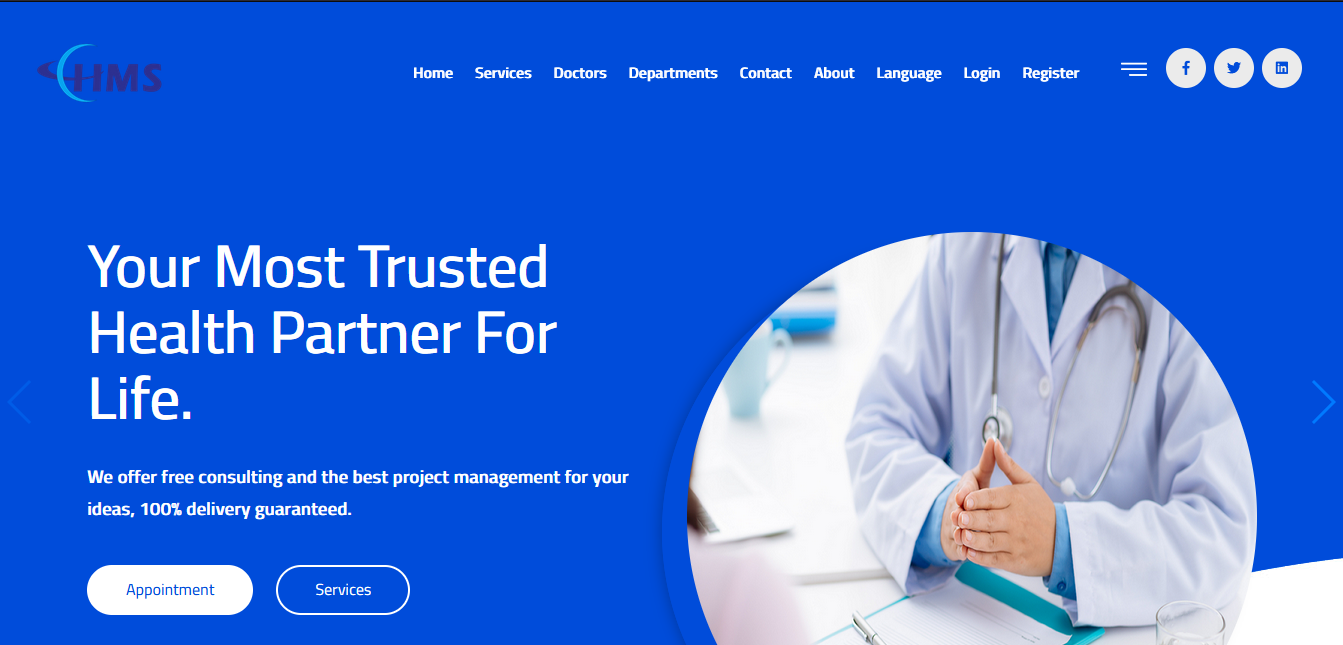 HMS
Home Services Doctors Departments Contact About Language Login Register
Your Most Trusted
Health Partner For
Life.
We offer free consulting and the best project management for your
ideas, 100% delivery guaranteed.
Appointment Services